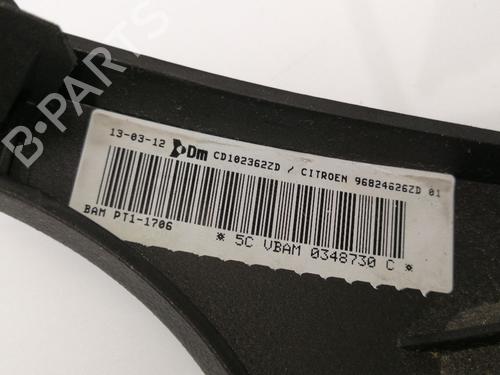 13-03-12 Dm CD102362ZD / CITROEN 96824626ZD 01
BAM PT1-1706
* 5C VBAM 0348730 C *
B-PARTS